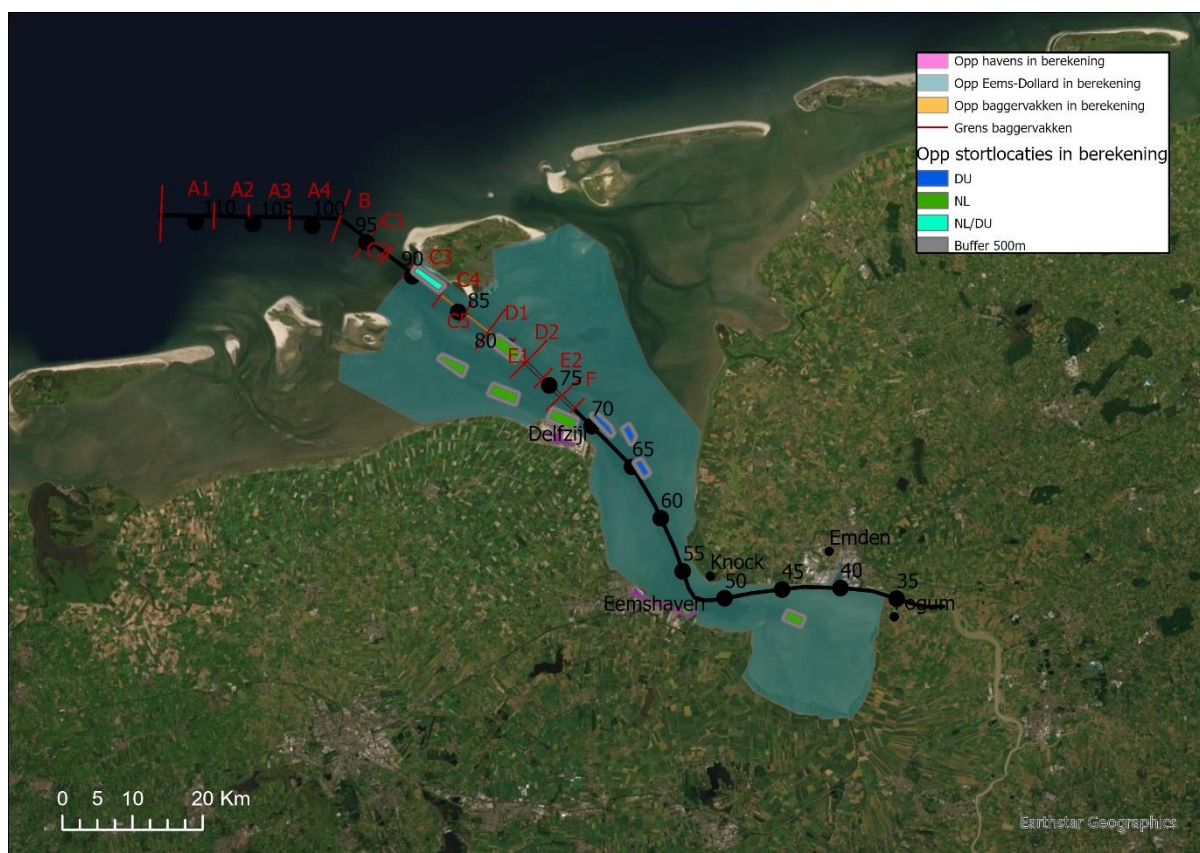 Opp havens in berekening
Opp Eems-Dollard in berekening
Opp baggervakken in berekening
Grens baggervakken
Opp stortlocaties in berekening
DU
NL
NL/DU
Buffer 500m
A1
A2
A3
A4
B
110
105
100
95
C1
C2
90
C3
C4
85
C5
D1
80
D2
E1
E2
75
F
70
Delfzijl
65
60
55
Knock
Emden
50
45
40
35
Eemshaven
ogum
0 5 10 20 Km
Earthstar Geographics